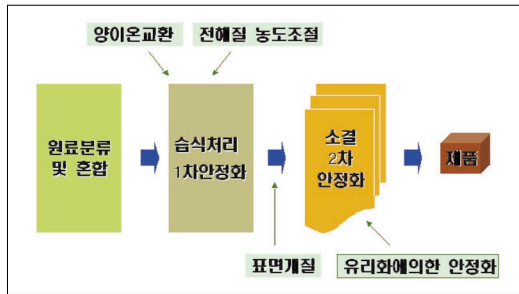 양이온교환
전해질 농도조절
원료분류
및 혼합
습식처리
1차안정화
소결
2차
안정화
제품
표면개질
유리화에의한 안정화